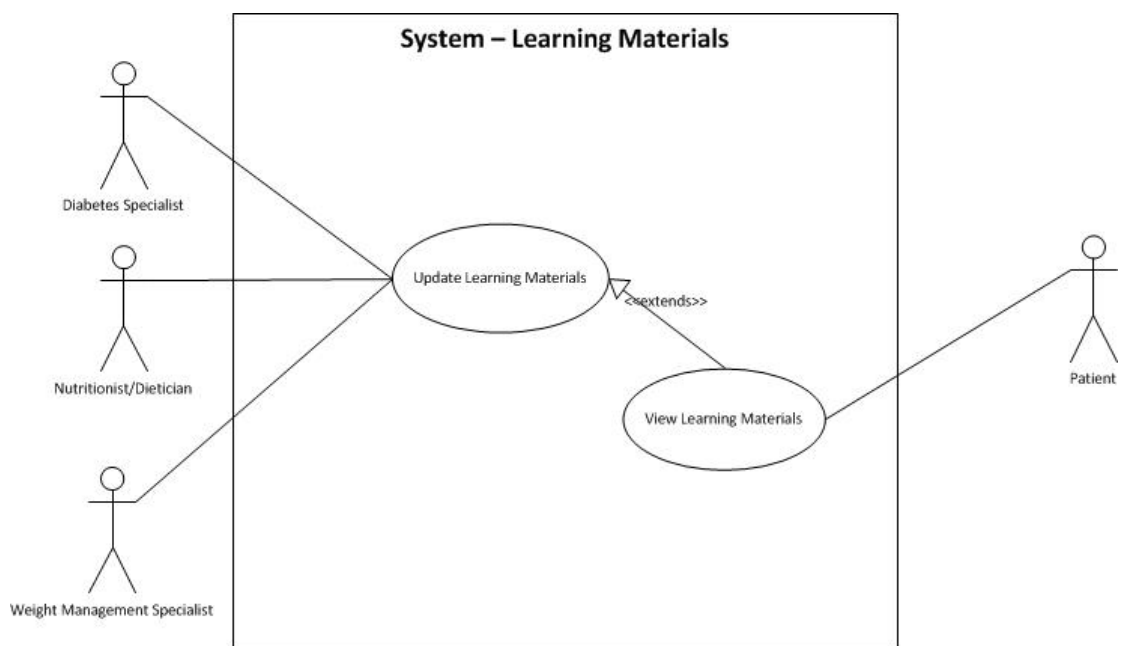 System – Learning Materials
Diabetes Specialist
Update Learning Materials
<<extends>>
Nutritionist/Dietician
Patient
View Learning Materials
Weight Management Specialist